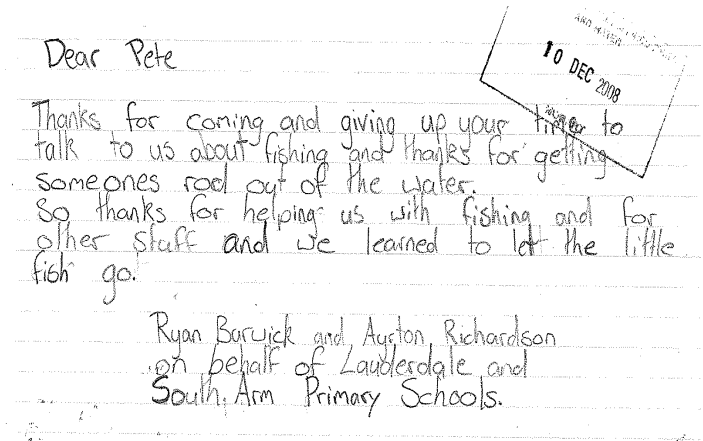 Dear Pete
10 DEC 2008
Thanks for coming and giving up your time to
talk to us about fishing and thanks for getting
someones rod out of the water.
So thanks for helping us with fishing and for
other stuff and we learned to let the little
fish go.
Ryan Barwick and Ayrton Richardson
on behalf of Lauderdale and
South Arm Primary Schools.